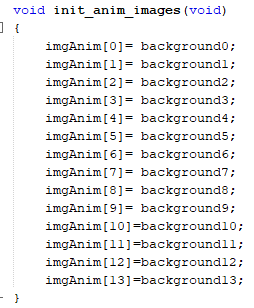 void init_anim_images(void)
{
imgAnim[0]= background0;
imgAnim[1]= background1;
imgAnim[2]= background2;
imgAnim[3]= background3;
imgAnim[4]= background4;
imgAnim[5]= background5;
imgAnim[6]= background6;
imgAnim[7]= background7;
imgAnim[8]= background8;
imgAnim[9]= background9;
imgAnim[10]=background10;
imgAnim[11]=background11;
imgAnim[12]=background12;
imgAnim[13]=background13;
}